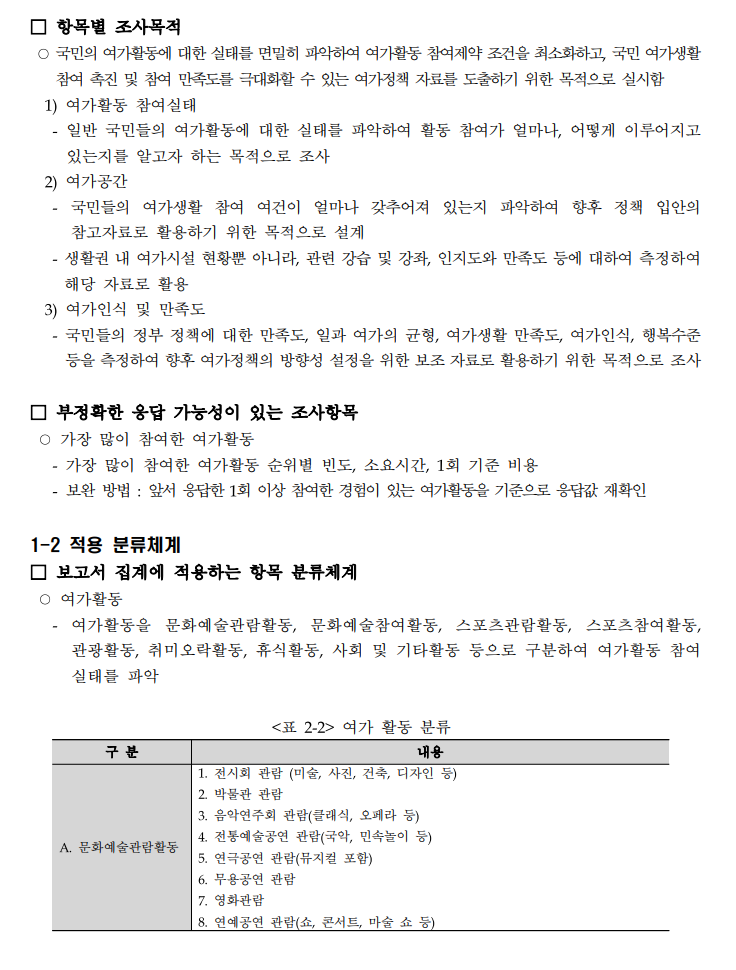 □ 항목별 조사목적
○ 국민의 여가활동에 대한 실태를 면밀히 파악하여 여가활동 참여제약 조건을 최소화하고, 국민 여가생활
참여 촉진 및 참여 만족도를 극대화할 수 있는 여가정책 자료를 도출하기 위한 목적으로 실시함
1) 여가활동 참여실태
- 일반 국민들의 여가활동에 대한 실태를 파악하여 활동 참여가 얼마나, 어떻게 이루어지고
있는지를 알고자 하는 목적으로 조사
2) 여가공간
- 국민들의 여가생활 참여 여건이 얼마나 갖추어져 있는지 파악하여 향후 정책 입안의
참고자료로 활용하기 위한 목적으로 설계
- 생활권 내 여가시설 현황뿐 아니라, 관련 강습 및 강좌, 인지도와 만족도 등에 대하여 측정하여
해당 자료로 활용
3) 여가인식 및 만족도
- 국민들의 정부 정책에 대한 만족도, 일과 여가의 균형, 여가생활 만족도, 여가인식, 행복수준
등을 측정하여 향후 여가정책의 방향성 설정을 위한 보조 자료로 활용하기 위한 목적으로 조사
□ 부정확한 응답 가능성이 있는 조사항목
○ 가장 많이 참여한 여가활동
- 가장 많이 참여한 여가활동 순위별 빈도, 소요시간, 1회 기준 비용
- 보완 방법 : 앞서 응답한 1회 이상 참여한 경험이 있는 여가활동을 기준으로 응답값 재확인
1-2 적용 분류체계
□ 보고서 집계에 적용하는 항목 분류체계
○ 여가활동
- 여가활동을 문화예술관람활동, 문화예술참여활동, 스포츠관람활동, 스포츠참여활동,
관광활동, 취미오락활동, 휴식활동, 사회 및 기타활동 등으로 구분하여 여가활동 참여
실태를 파악
<표 2-2> 여가 활동 분류
구 분 내용
A. 문화예술관람활동
1. 전시회 관람 (미술, 사진, 건축, 디자인 등)
2. 박물관 관람
3. 음악연주회 관람(클래식, 오페라 등)
4. 전통예술공연 관람(국악, 민속놀이 등)
5. 연극공연 관람(뮤지컬 포함)
6. 무용공연 관람
7. 영화관람
8. 연예공연 관람(쇼, 콘서트, 마술 쇼 등)